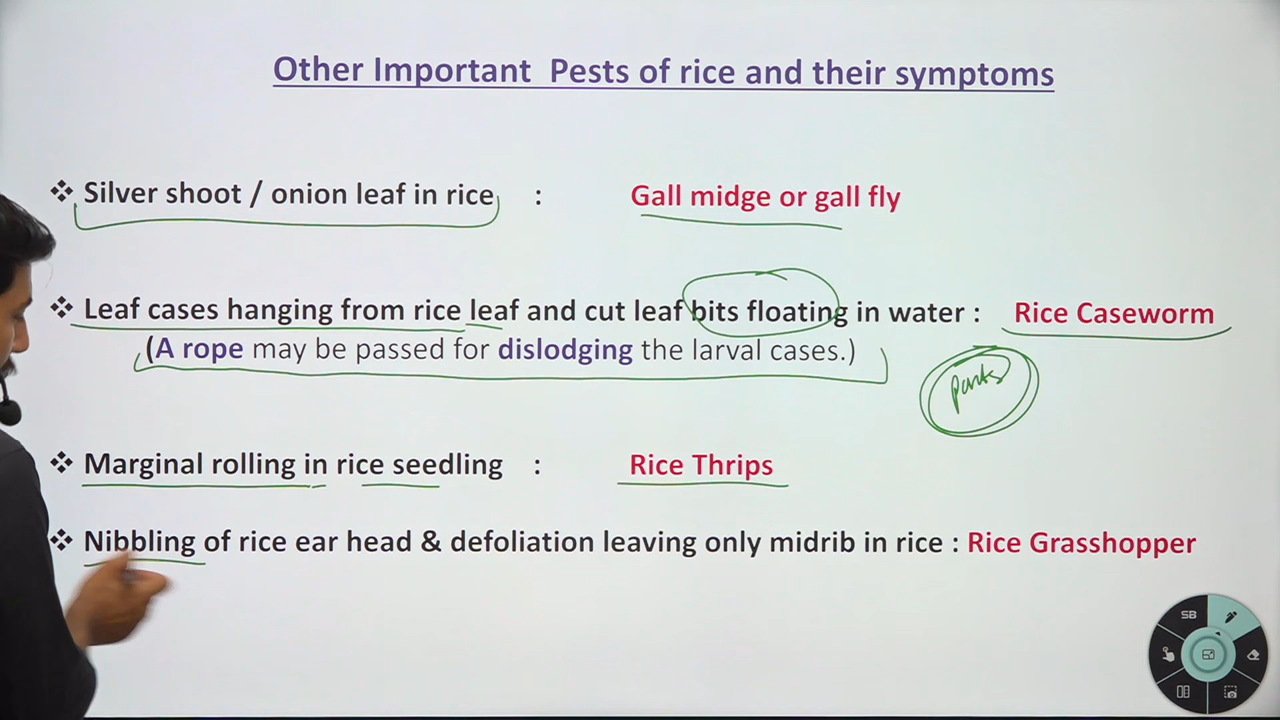 Other Important Pests of rice and their symptoms
❖ Silver shoot / onion leaf in rice : Gall midge or gall fly
❖ Leaf cases hanging from rice leaf and cut leaf bits floating in water : Rice Caseworm
(A rope may be passed for dislodging the larval cases.)
❖ Marginal rolling in rice seedling : Rice Thrips
❖ Nibbling of rice ear head & defoliation leaving only midrib in rice : Rice Grasshopper
SB